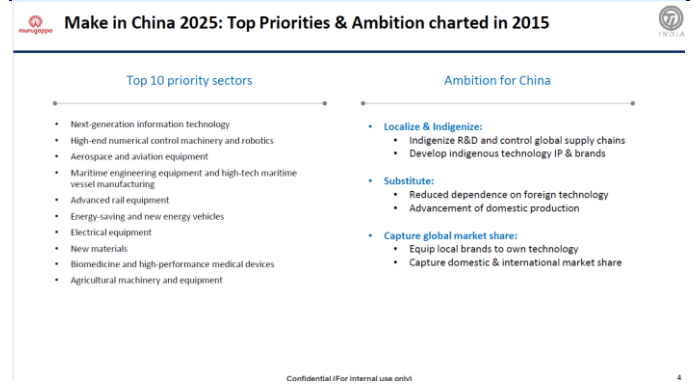 murugappa
Make in China 2025: Top Priorities & Ambition charted in 2015
INDIA
Top 10 priority sectors
• Next-generation information technology
• High-end numerical control machinery and robotics
• Aerospace and aviation equipment
• Maritime engineering equipment and high-tech maritime
vessel manufacturing
• Advanced rail equipment
• Energy-saving and new energy vehicles
• Electrical equipment
• New materials
• Biomedicine and high-performance medical devices
• Agricultural machinery and equipment
Ambition for China
• Localize & Indigenize:
• Indigenize R&D and control global supply chains
• Develop indigenous technology IP & brands
• Substitute:
• Reduced dependence on foreign technology
• Advancement of domestic production
• Capture global market share:
• Equip local brands to own technology
• Capture domestic & international market share
Confidential (For internal use only)
4